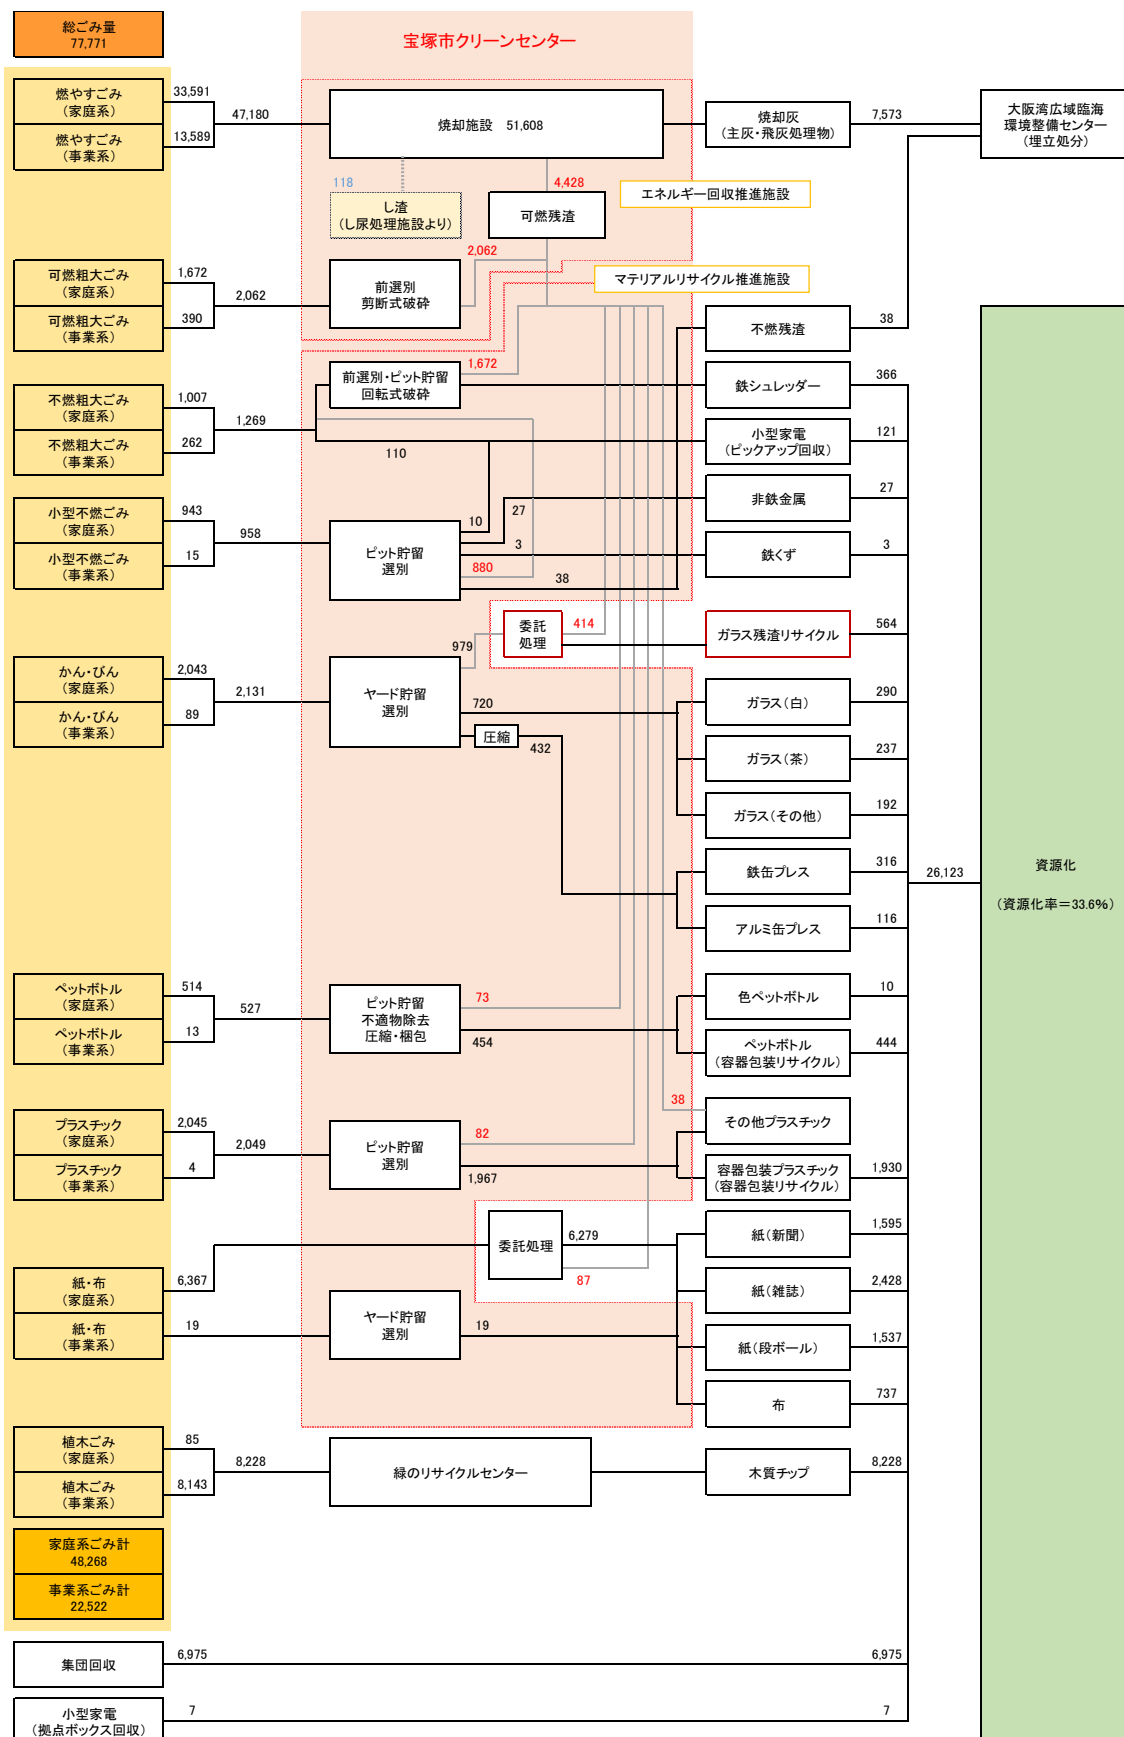 総ごみ量
77,771
宝塚市クリーンセンター
燃やすごみ
(家庭系)
33,591
燃やすごみ
(事業系)
13,589
47,180
焼却施設 51,608
焼却灰
(主灰・飛灰処理物)
7,573
大阪湾広域臨海
環境整備センター
(埋立処分)
118
し渣
(し尿処理施設より)
4,428
可燃残渣
エネルギー回収推進施設
可燃粗大ごみ
(家庭系)
1,672
可燃粗大ごみ
(事業系)
390
2,062
前選別
剪断式破砕
2,062
マテリアルリサイクル推進施設
不燃残渣
38
不燃粗大ごみ
(家庭系)
1,007
不燃粗大ごみ
(事業系)
262
1,269
前選別・ピット貯留
回転式破砕
1,672
110
鉄シュレッダー
366
小型家電
(ピックアップ回収)
121
小型不燃ごみ
(家庭系)
943
小型不燃ごみ
(事業系)
15
958
ピット貯留
選別
10
27
3
880
38
非鉄金属
27
鉄くず
3
委託
処理
414
ガラス残渣リサイクル
564
かん・びん
(家庭系)
2,043
かん・びん
(事業系)
89
2,131
ヤード貯留
選別
979
720
圧縮
432
ガラス(白)
290
ガラス(茶)
237
ガラス(その他)
192
鉄缶プレス
316
アルミ缶プレス
116
26,123
資源化
(資源化率=33.6%)
ペットボトル
(家庭系)
514
ペットボトル
(事業系)
13
527
ピット貯留
不適物除去
圧縮・梱包
73
454
色ペットボトル
10
ペットボトル
(容器包装リサイクル)
444
プラスチック
(家庭系)
2,045
プラスチック
(事業系)
4
2,049
ピット貯留
選別
82
1,967
38
その他プラスチック
容器包装プラスチック
(容器包装リサイクル)
1,930
紙・布
(家庭系)
6,367
紙・布
(事業系)
19
委託処理
6,279
87
ヤード貯留
選別
19
紙(新聞)
1,595
紙(雑誌)
2,428
紙(段ボール)
1,537
布
737
植木ごみ
(家庭系)
85
植木ごみ
(事業系)
8,143
8,228
緑のリサイクルセンター
木質チップ
8,228
家庭系ごみ計
48,268
事業系ごみ計
22,522
集団回収
6,975
6,975
小型家電
(拠点ボックス回収)
7
7